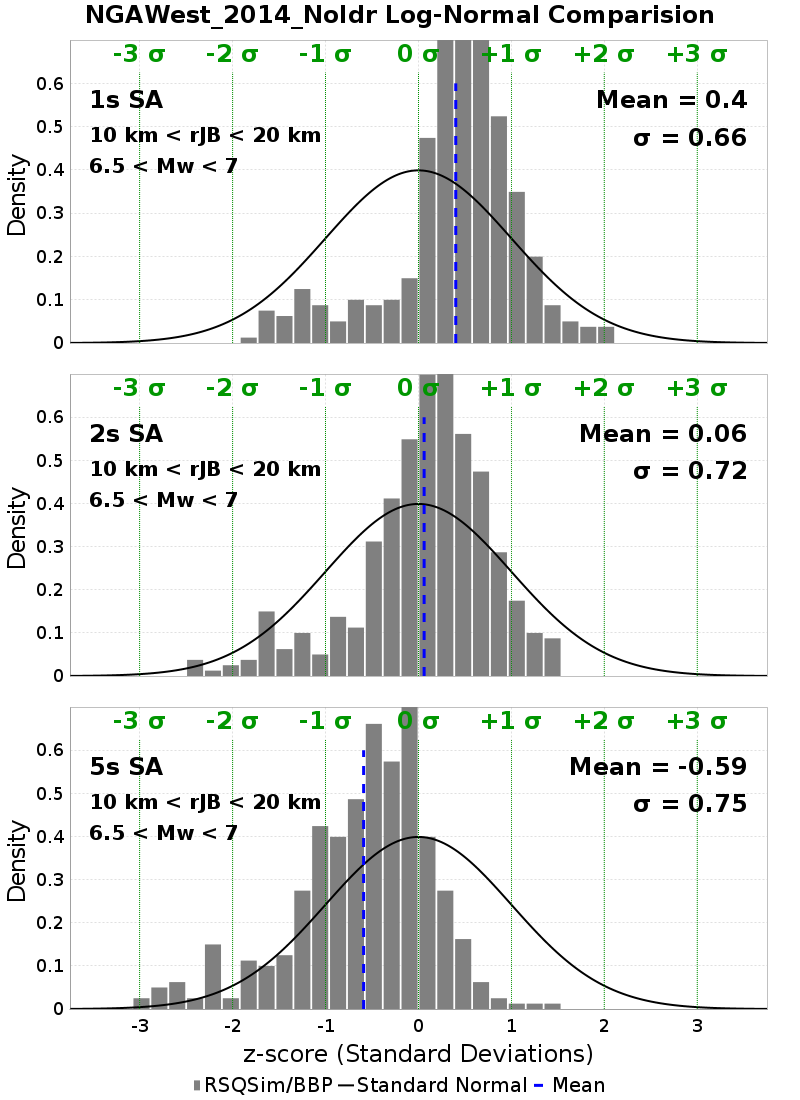 NGAWest_2014_NoIdr Log-Normal Comparision
-3 σ -2 σ -1 σ 0 σ +1 σ +2 σ +3 σ
0.6
1s SA
Mean = 0.4
0.5
10 km < rJB < 20 km
σ = 0.66
6.5 < Mw < 7
0.4
Density
0.3
0.2
0.1
0
-3 σ -2 σ -1 σ 0 σ +1 σ +2 σ +3 σ
0.6
2s SA
Mean = 0.06
0.5
10 km < rJB < 20 km
σ = 0.72
6.5 < Mw < 7
0.4
Density
0.3
0.2
0.1
0
-3 σ -2 σ -1 σ 0 σ +1 σ +2 σ +3 σ
0.6
5s SA
Mean = -0.59
0.5
10 km < rJB < 20 km
σ = 0.75
6.5 < Mw < 7
0.4
Density
0.3
0.2
0.1
0
-3 -2 -1 0 1 2 3
z-score (Standard Deviations)
RSQSim/BBP Standard Normal Mean